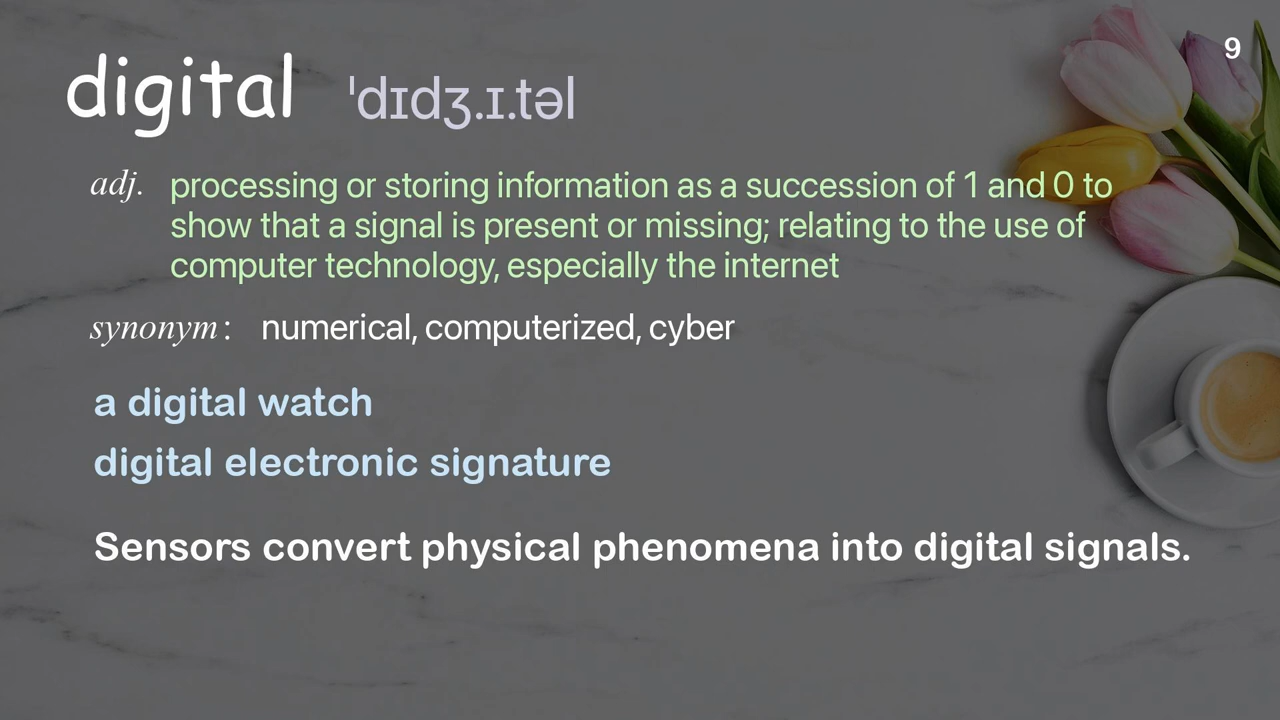 9
digital ˈdɪdʒ.ɪ.təl
adj. processing or storing information as a succession of 1 and 0 to
show that a signal is present or missing; relating to the use of
computer technology, especially the internet
synonym: numerical, computerized, cyber
a digital watch
digital electronic signature
Sensors convert physical phenomena into digital signals.